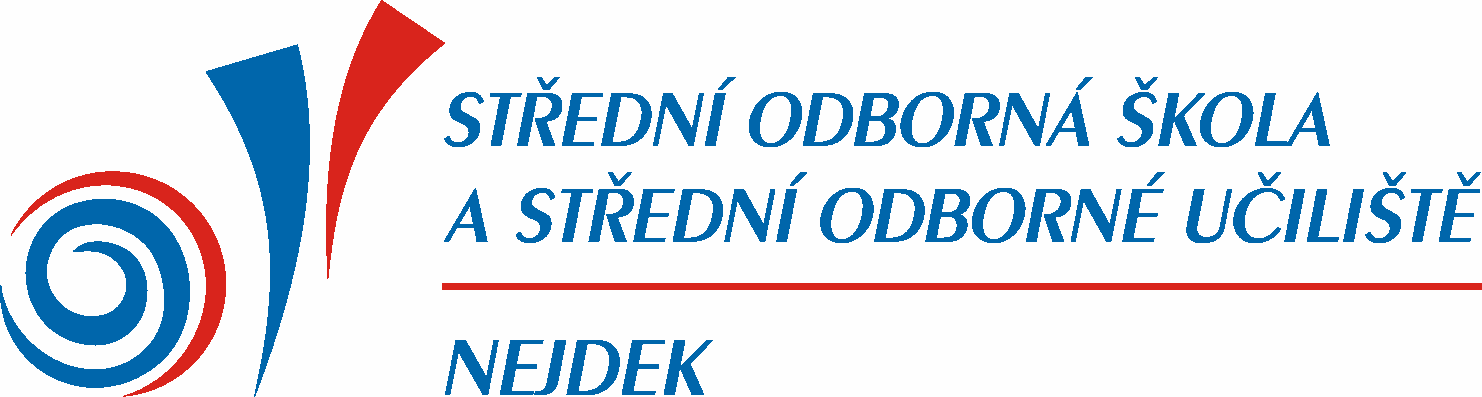 STŘEDNÍ ODBORNÁ ŠKOLA
A STŘEDNÍ ODBORNÉ UČILIŠTĚ
NEJDEK